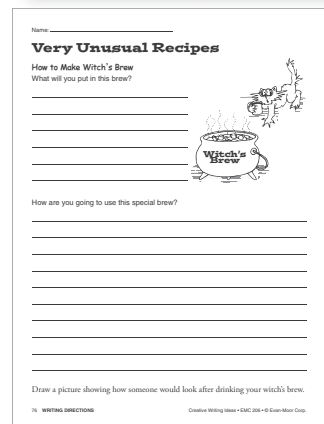 Name:
Very Unusual Recipes
How to Make Witch's Brew
What will you put in this brew?
Witch's
Brew
How are you going to use this special brew?
Draw a picture showing how someone would look after drinking your witch's brew.
76 WRITING DIRECTIONS
Creative Writing Ideas • EMC 206 • © Evan-Moor Corp.